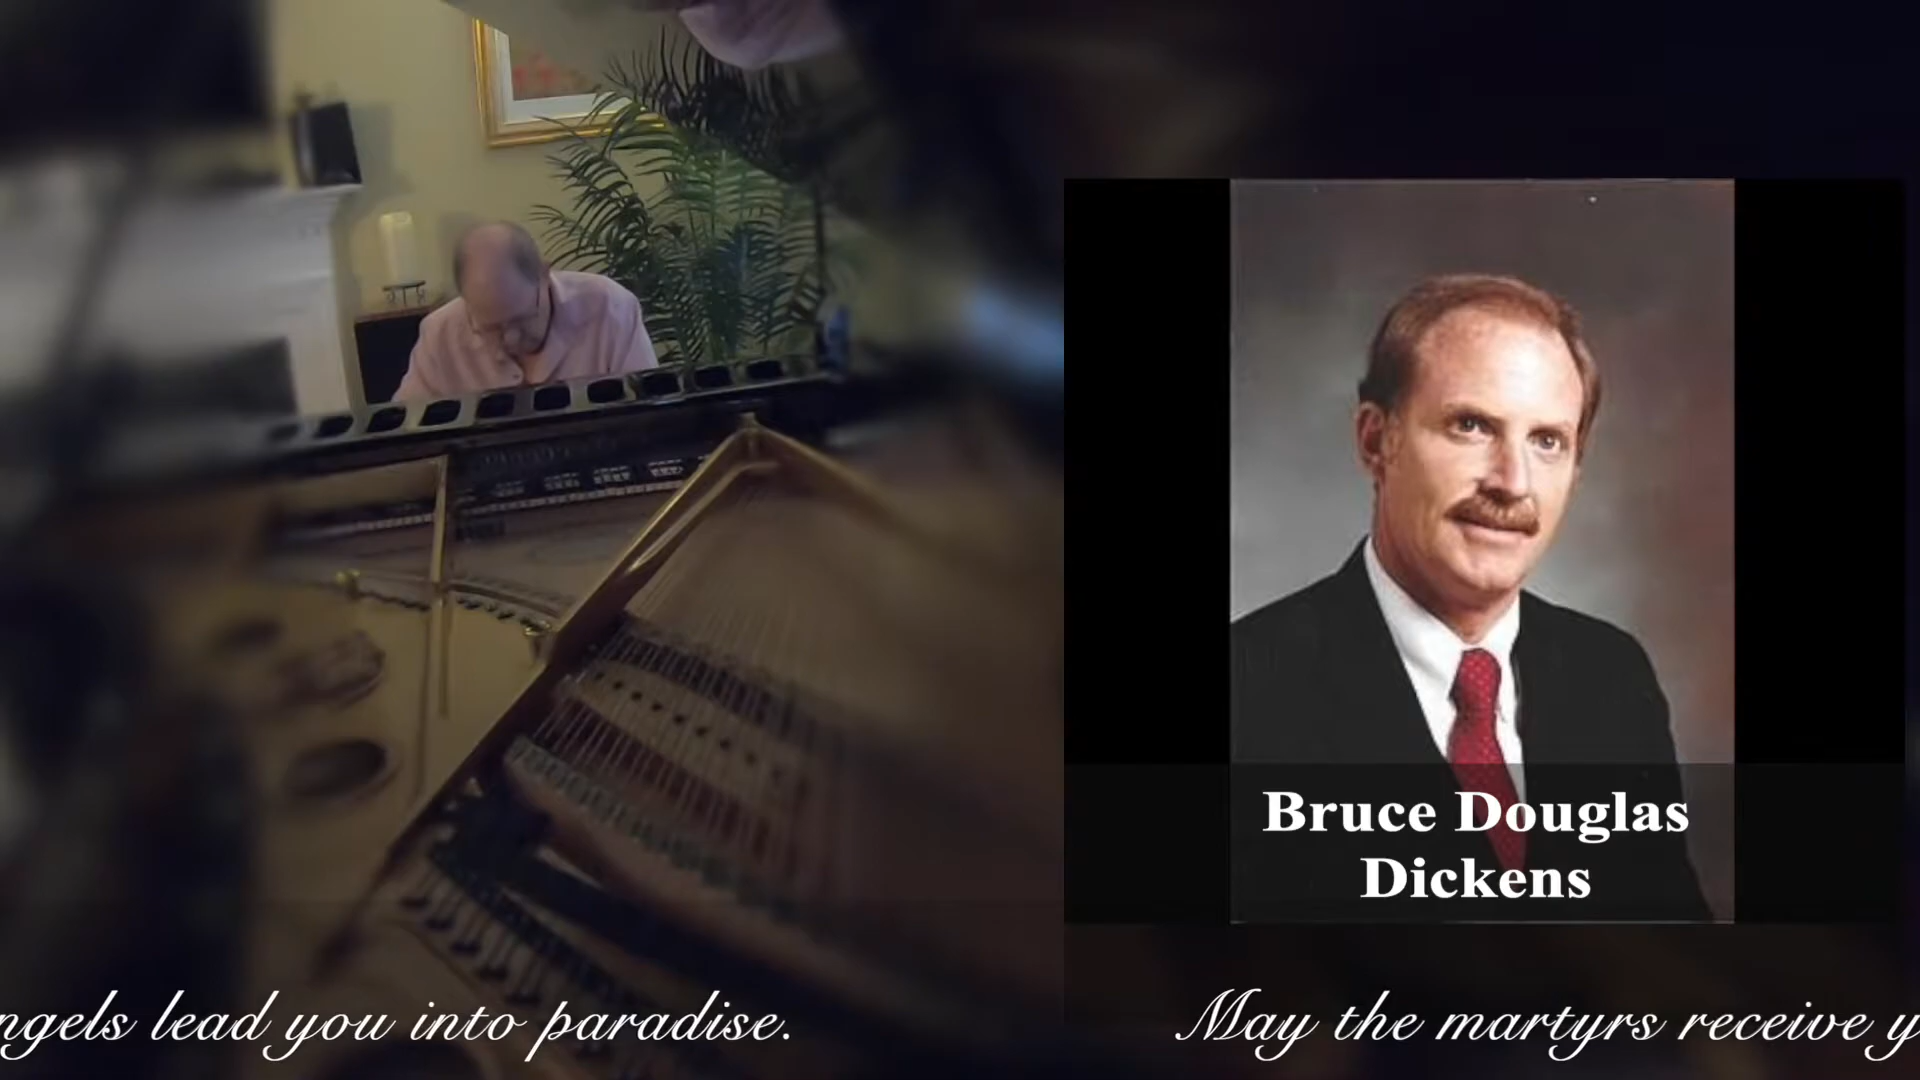 Bruce Douglas
Dickens
ngels lead you into paradise. May the martyrs receive y